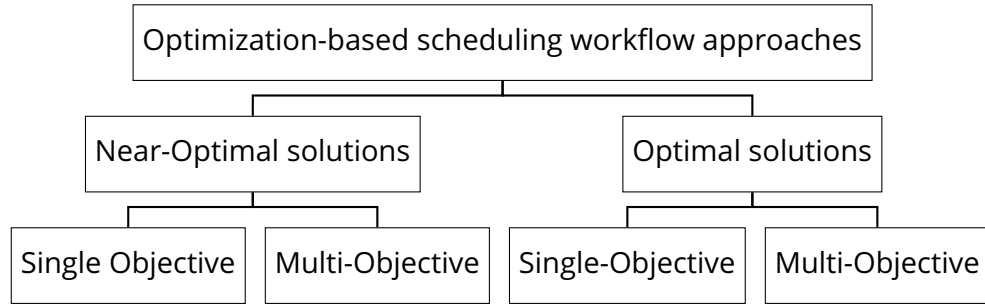 Optimization-based scheduling workflow approaches
Near-Optimal solutions
Optimal solutions
Single Objective
Multi-Objective
Single-Objective
Multi-Objective